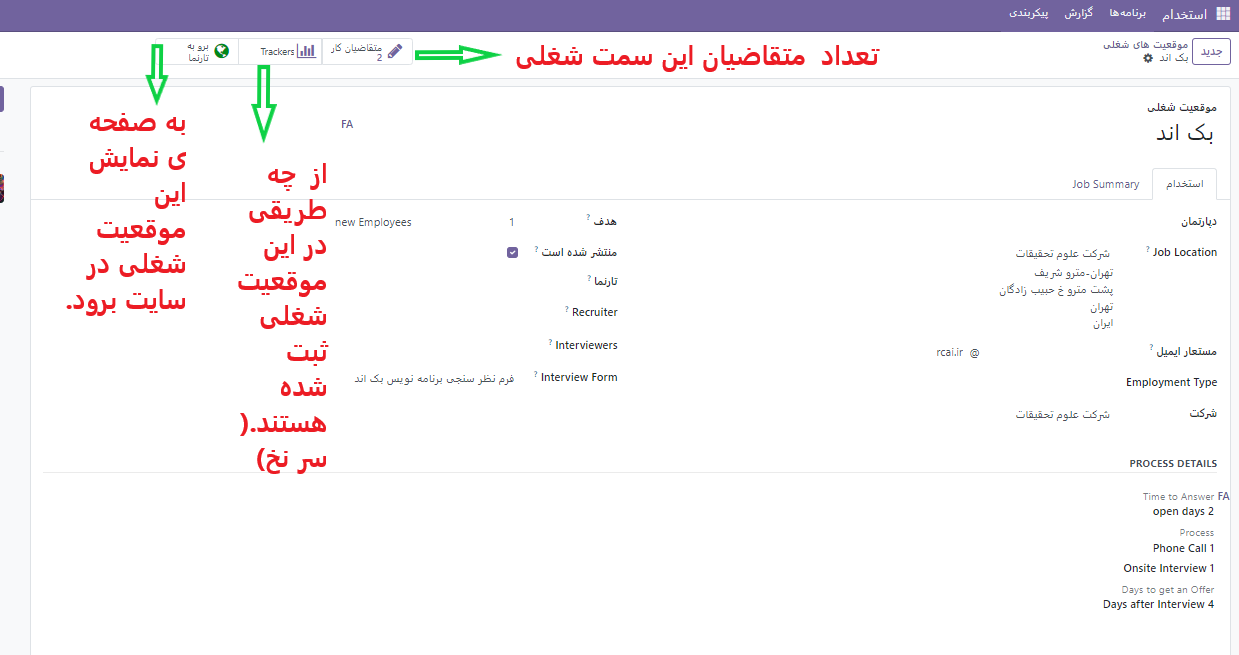 استخدام برنامه‌ها گزارش پیکربندی
جدید
موقعیت های شغلی
بک اند
متقاضیان کار
2
Trackers
برو به
تارنما
تعداد متقاضیان این سمت شغلی
به صفحه
ی نمایش
این
موقعیت
شغلی در
سایت برود.
از چه
طریقی
در این
موقعیت
شغلی
ثبت
شده
هستند.(
سر نخ)
موقعیت شغلی
بک اند
FA
استخدام
Job Summary
دپارتمان
Job Location ?
شرکت علوم تحقیقات
تهران-مترو شریف
پشت مترو خ حبیب زادگان
تهران
ایران
مستعار ایمیل ?
@ rcai.ir
Employment Type
شرکت
شرکت علوم تحقیقات
هدف ?
1
new Employees
منتشر شده است ?
تارنما ?
Recruiter ?
Interviewers ?
Interview Form ?
فرم نظر سنجی برنامه نویس بک اند
PROCESS DETAILS
Time to Answer FA
open days 2
Process
Phone Call 1
Onsite Interview 1
Days to get an Offer
Days after Interview 4